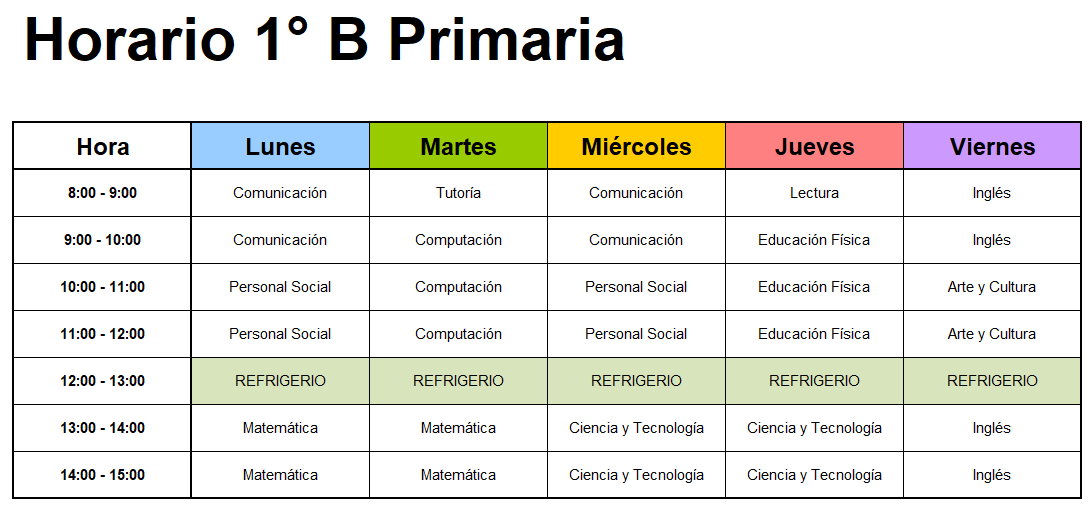 Horario 1° B Primaria
Hora Lunes Martes Miércoles Jueves Viernes
8:00 - 9:00 Comunicación Tutoría Comunicación Lectura Inglés
9:00 - 10:00 Comunicación Computación Comunicación Educación Física Inglés
10:00 - 11:00 Personal Social Computación Personal Social Educación Física Arte y Cultura
11:00 - 12:00 Personal Social Computación Personal Social Educación Física Arte y Cultura
12:00 - 13:00 REFRIGERIO REFRIGERIO REFRIGERIO REFRIGERIO REFRIGERIO
13:00 - 14:00 Matemática Matemática Ciencia y Tecnología Ciencia y Tecnología Inglés
14:00 - 15:00 Matemática Matemática Ciencia y Tecnología Ciencia y Tecnología Inglés